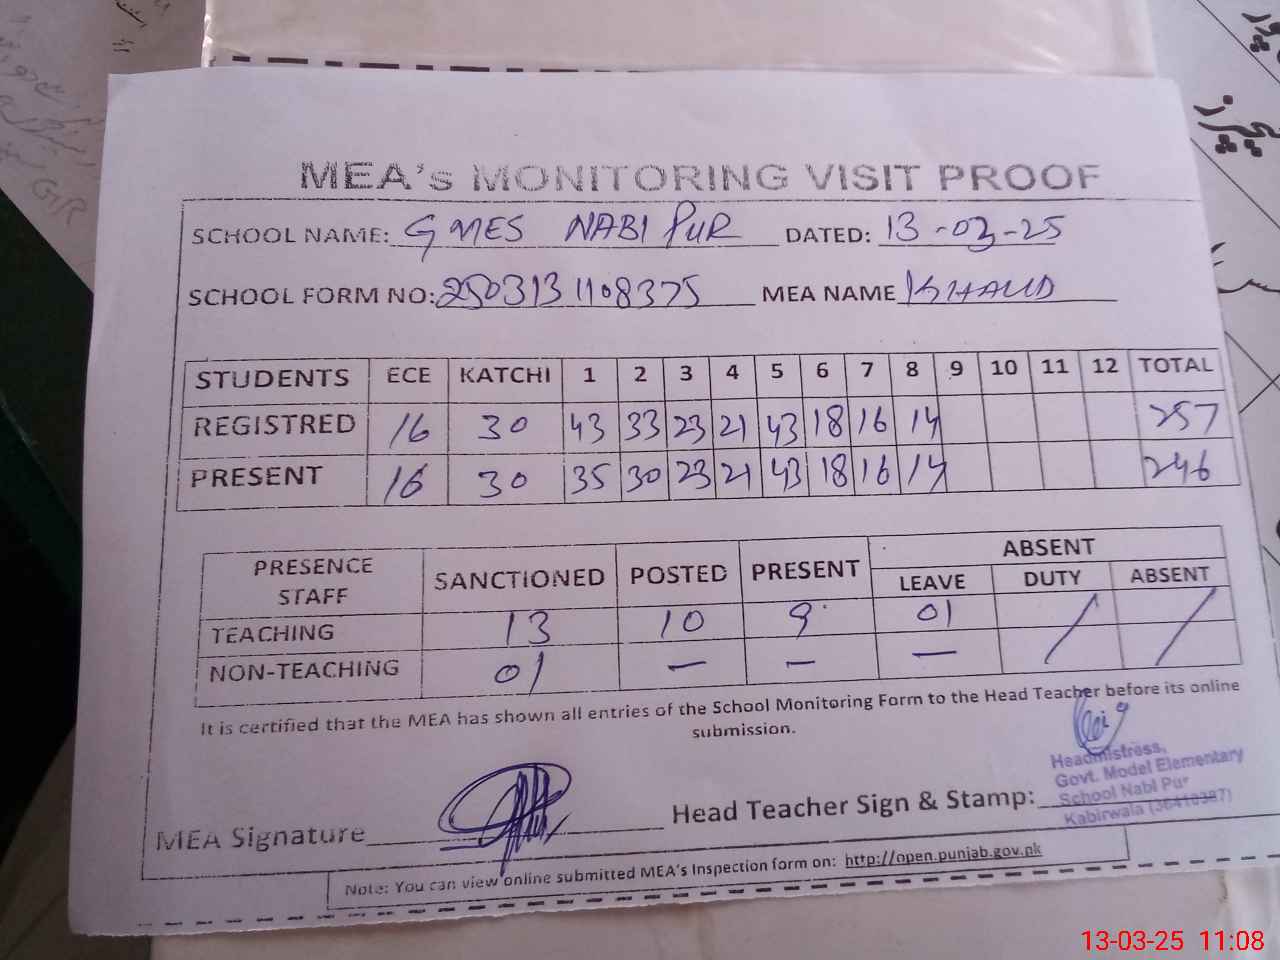 MEA's MONITORING VISIT PROOF
SCHOOL NAME: GMES NABI PUR DATED: 13-03-25
SCHOOL FORM NO: 250313 1108375 MEA NAME KHALID
STUDENTS ECE KATCHI 1 2 3 4 5 6 7 8 9 10 11 12 TOTAL
REGISTRED 16 30 43 33 23 21 43 18 16 14 257
PRESENT 16 30 35 30 23 21 43 18 16 14 246
PRESENCE STAFF SANCTIONED POSTED PRESENT ABSENT
LEAVE DUTY ABSENT
TEACHING 13 10 9 01 /  /
NON-TEACHING 01 — — —
It is certified that the MEA has shown all entries of the School Monitoring Form to the Head Teacher before its online
submission.
Headmistress,
Govt. Model Elementary
School Nabi Pur
Kabirwala (36410387)
MEA Signature Head Teacher Sign & Stamp:
Note: You can view online submitted MEA's Inspection form on: http://open.punjab.gov.pk
13-03-25 11:08